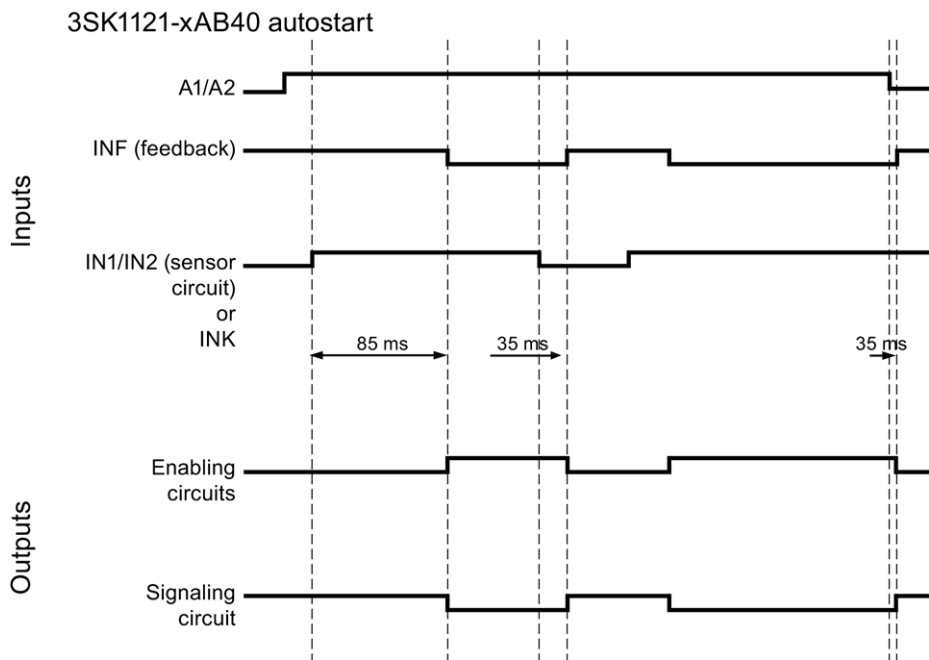 3SK1121-xAB40 autostart
Inputs
A1/A2
INF (feedback)
IN1/IN2 (sensor
circuit)
or
INK
85 ms
35 ms
35 ms
Outputs
Enabling
circuits
Signaling
circuit